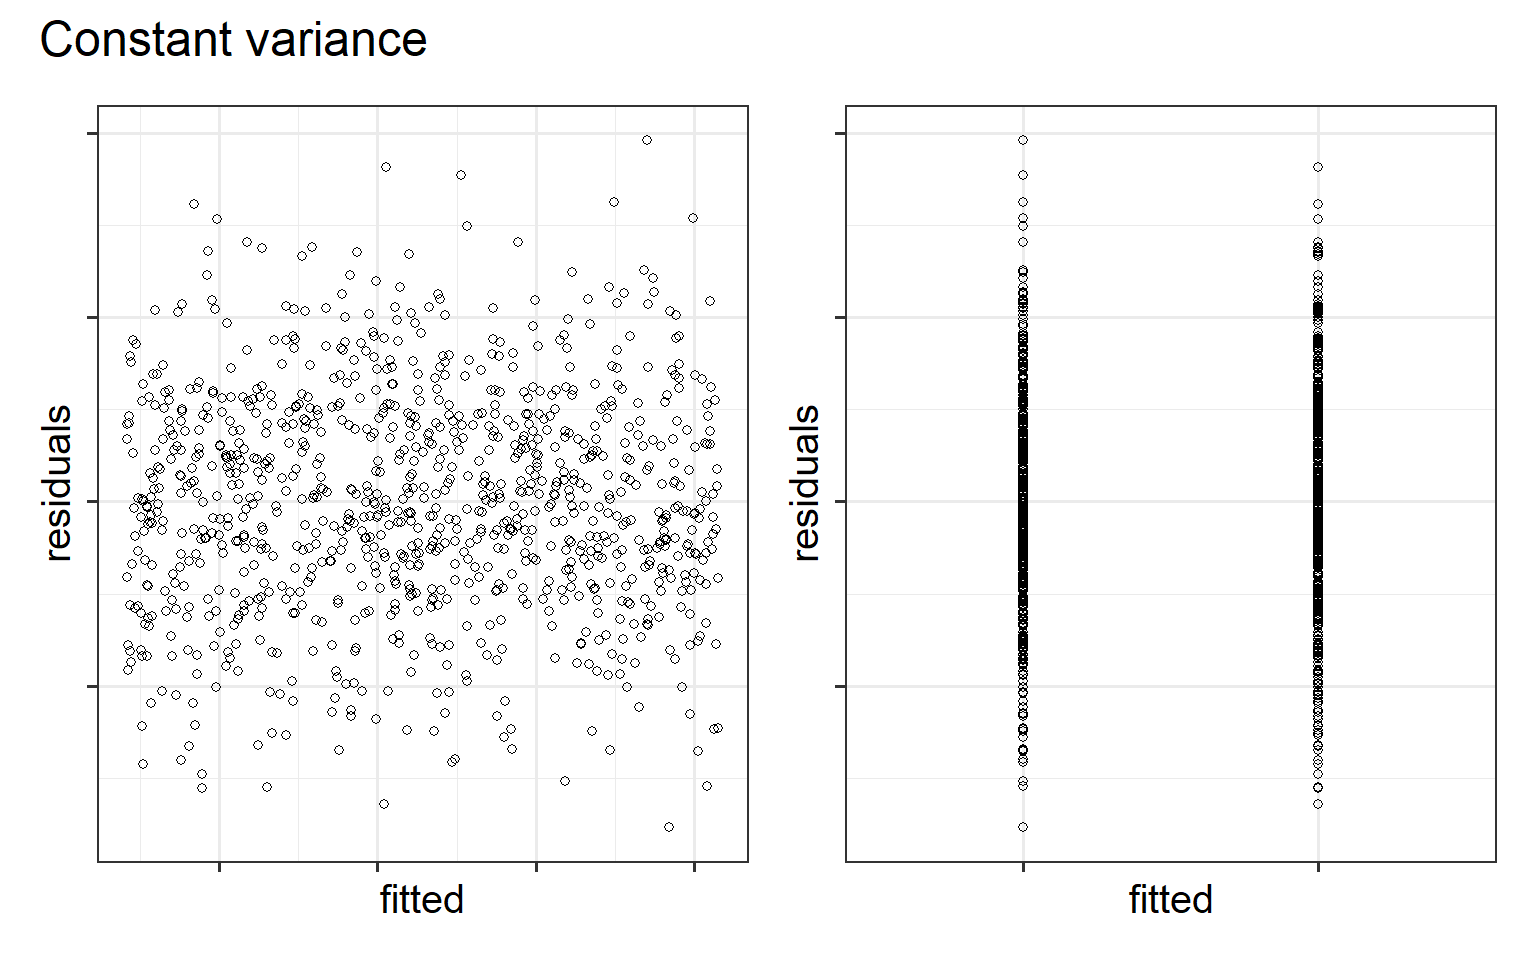 Constant variance
residuals
fitted
residuals
fitted